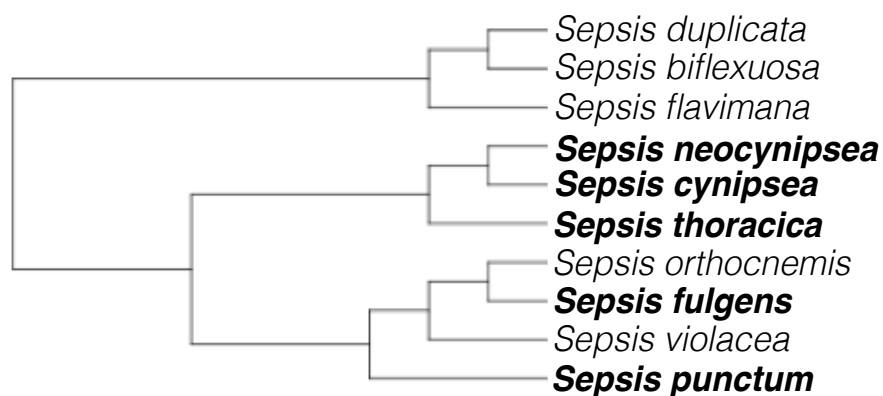 Sepsis duplicata
Sepsis biflexuosa
Sepsis flavimana
Sepsis neocynipsea
Sepsis cynipsea
Sepsis thoracica
Sepsis orthocnemis
Sepsis fulgens
Sepsis violacea
Sepsis punctum